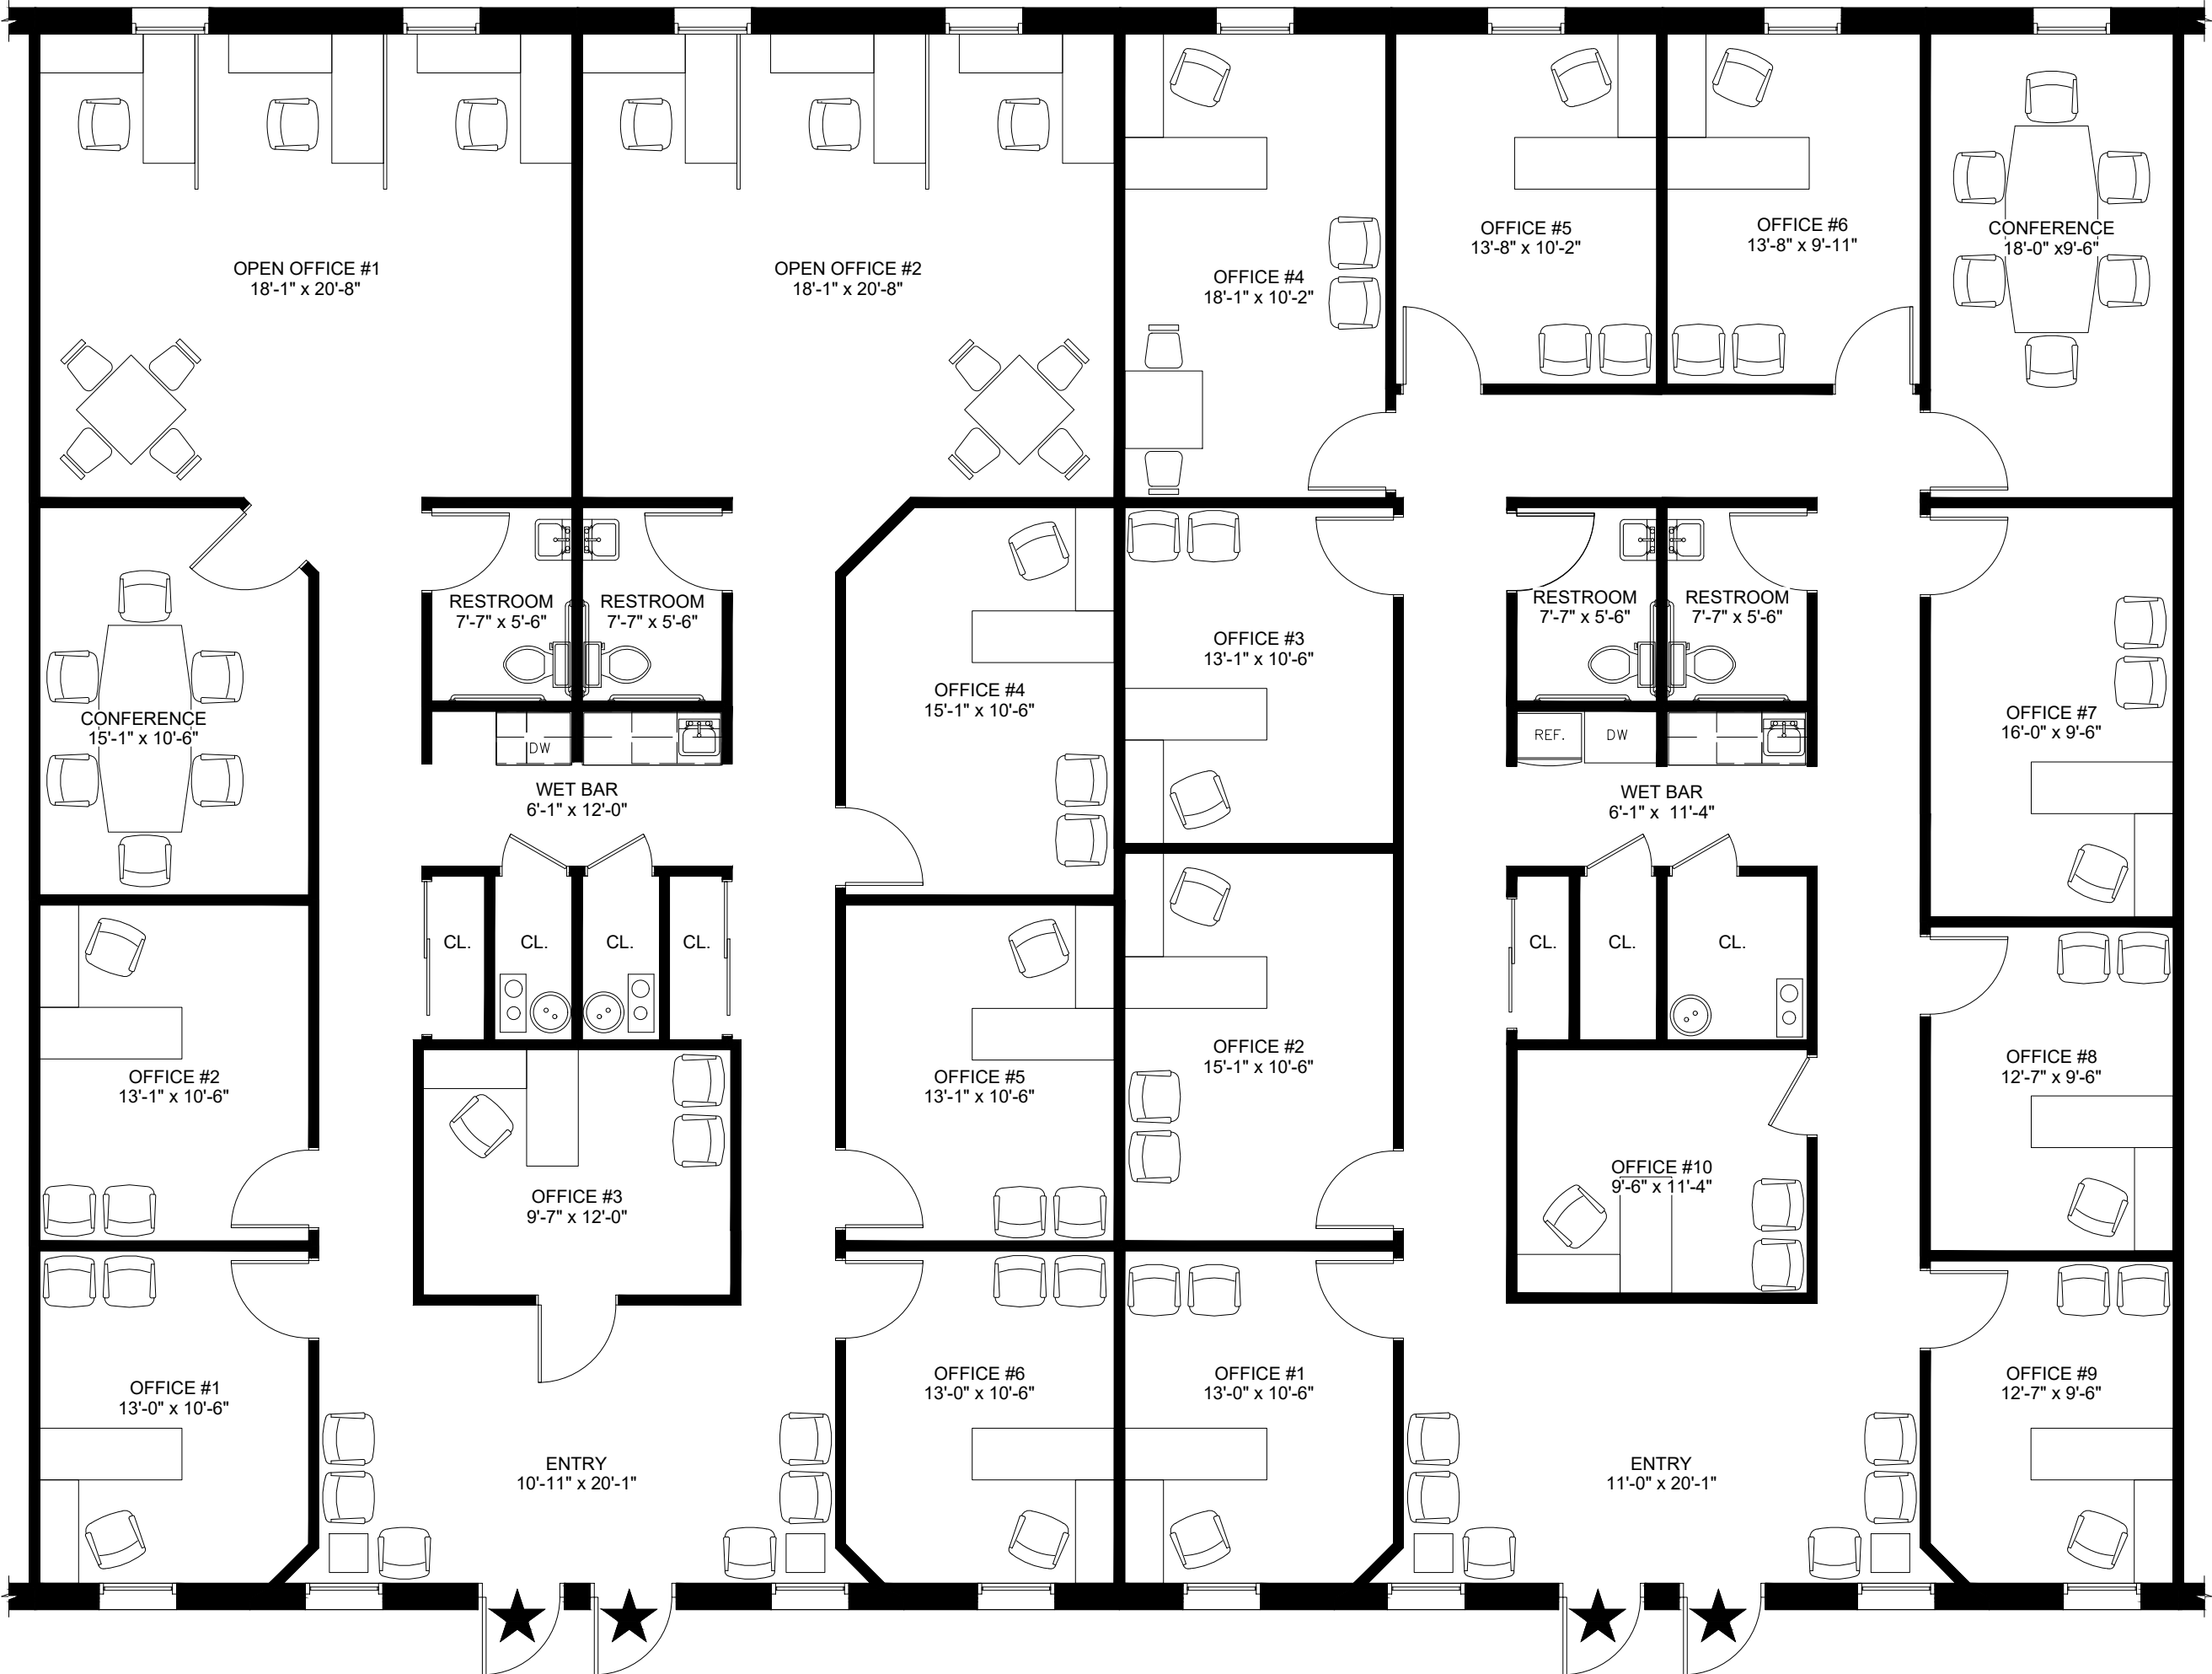 OPEN OFFICE #1
18'-1" x 20'-8"
OPEN OFFICE #2
18'-1" x 20'-8"
OFFICE #4
18'-1" x 10'-2"
OFFICE #5
13'-8" x 10'-2"
OFFICE #6
13'-8" x 9'-11"
CONFERENCE
18'-0" x9'-6"
CONFERENCE
15'-1" x 10'-6"
RESTROOM
7'-7" x 5'-6"
RESTROOM
7'-7" x 5'-6"
OFFICE #4
15'-1" x 10'-6"
OFFICE #3
13'-1" x 10'-6"
RESTROOM
7'-7" x 5'-6"
RESTROOM
7'-7" x 5'-6"
OFFICE #7
16'-0" x 9'-6"
DW
WET BAR
6'-1" x 12'-0"
REF.
DW
WET BAR
6'-1" x 11'-4"
CL.
CL.
CL.
CL.
CL.
CL.
CL.
OFFICE #2
13'-1" x 10'-6"
OFFICE #3
9'-7" x 12'-0"
OFFICE #5
13'-1" x 10'-6"
OFFICE #2
15'-1" x 10'-6"
OFFICE #10
9'-6" x 11'-4"
OFFICE #8
12'-7" x 9'-6"
OFFICE #1
13'-0" x 10'-6"
ENTRY
10'-11" x 20'-1"
OFFICE #6
13'-0" x 10'-6"
OFFICE #1
13'-0" x 10'-6"
ENTRY
11'-0" x 20'-1"
OFFICE #9
12'-7" x 9'-6"